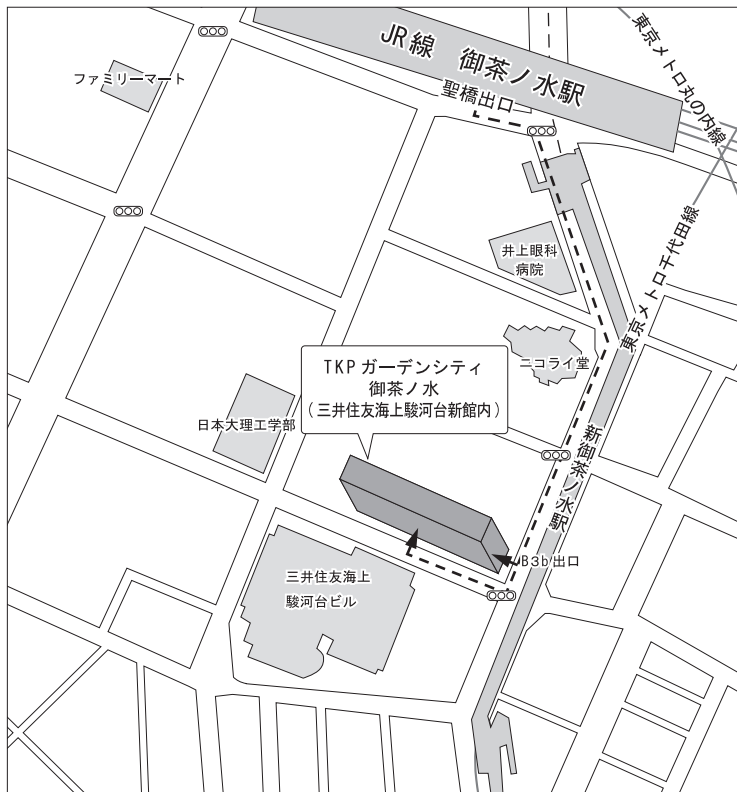 JR線 御茶ノ水駅
聖橋出口
東京メトロ丸の内線
ファミリーマート
井上眼科
病院
東京メトロ千代田線
ニコライ堂
TKP ガーデンシティ
御茶ノ水
(三井住友海上駿河台新館内)
日本大理工学部
新御茶ノ水駅
B3b出口
三井住友海上
駿河台ビル